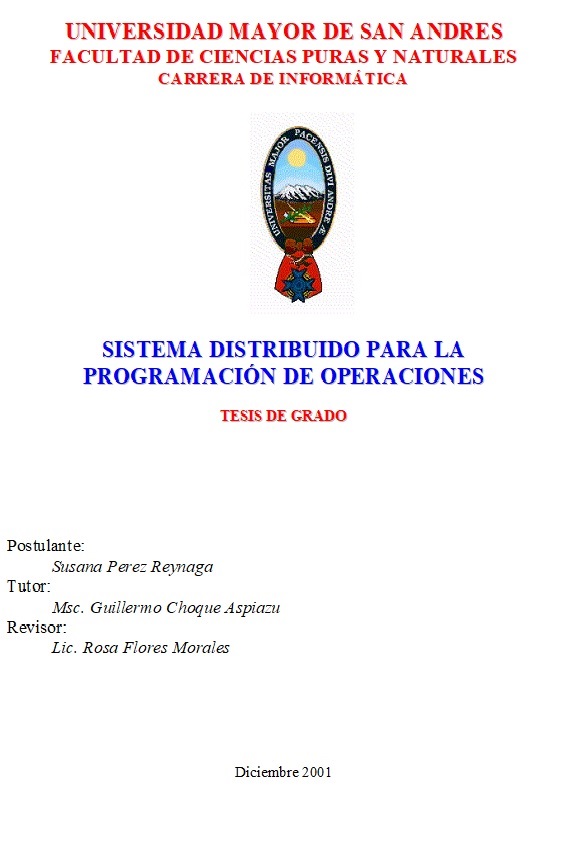 UNIVERSIDAD MAYOR DE SAN ANDRES
FACULTAD DE CIENCIAS PURAS Y NATURALES
CARRERA DE INFORMÁTICA
UNIVERSITAS MAJOR PACENSIS DIVI ANDRE Æ
SISTEMA DISTRIBUIDO PARA LA
PROGRAMACIÓN DE OPERACIONES
TESIS DE GRADO
Postulante:
Susana Perez Reynaga
Tutor:
Msc. Guillermo Choque Aspiazu
Revisor:
Lic. Rosa Flores Morales
Diciembre 2001